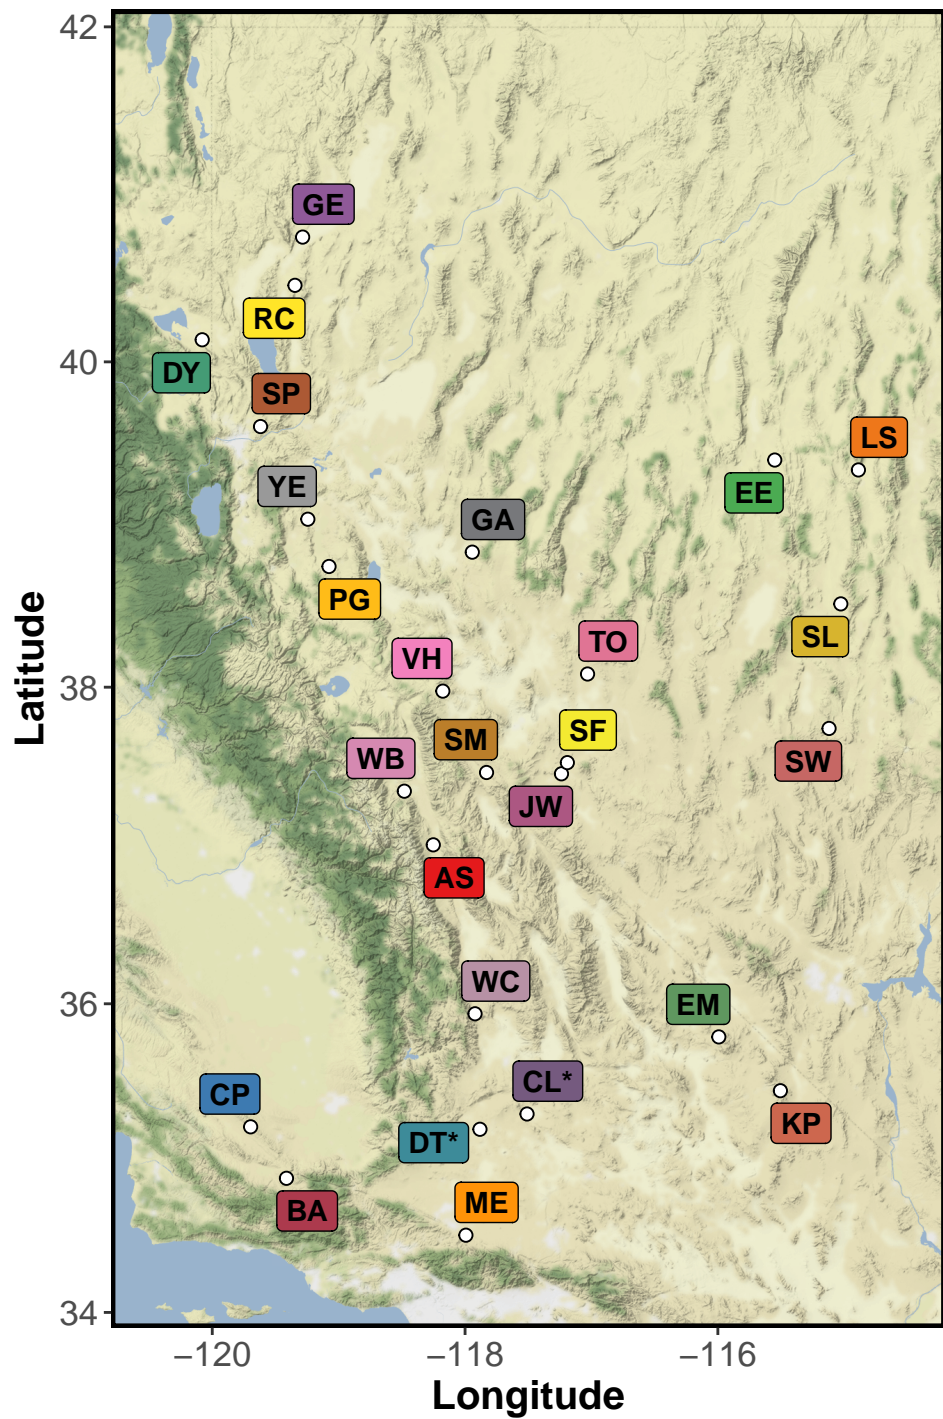 42
GE
RC
40
DY
SP
LS
YE
EE
GA
PG
SL
TO
VH
38
SF
SM
WB
SW
JW
AS
WC
36
EM
CL*
CP
KP
DT*
ME
BA
34
Latitude
−120
−118
−116
Longitude